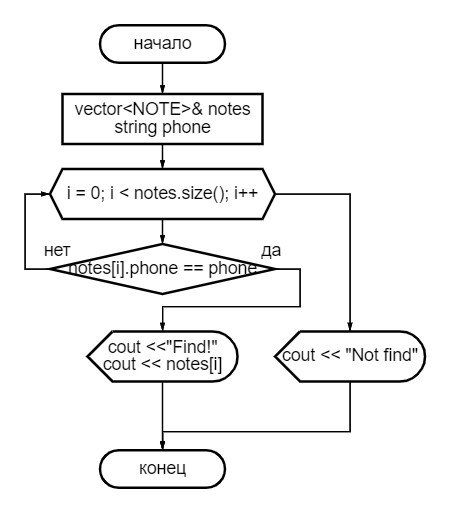 начало
vector<NOTE>& notes
string phone
i = 0; i < notes.size(); i++
нет
да
notes[i].phone == phone
cout <<"Find!"
cout << notes[i]
cout << "Not find"
конец